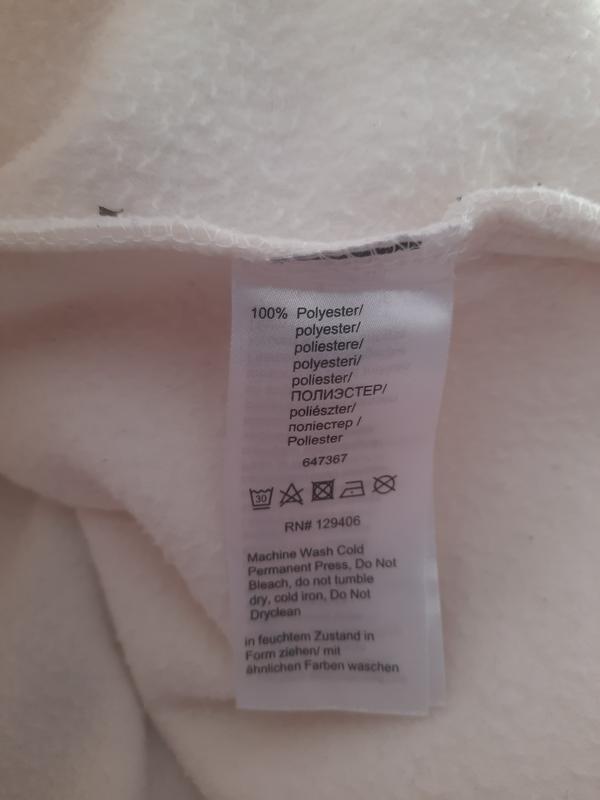 100% Polyester/
polyester/
poliestere/
polyesteri/
poliester/
ПОЛИЭСТЕР/
poliészter/
поліестер /
Poliester
647367
30
RN# 129406
Machine Wash Cold
Permanent Press, Do Not
Bleach, do not tumble
dry, cold iron, Do Not
Dryclean
in feuchtem Zustand in
Form ziehen/ mit
ähnlichen Farben waschen